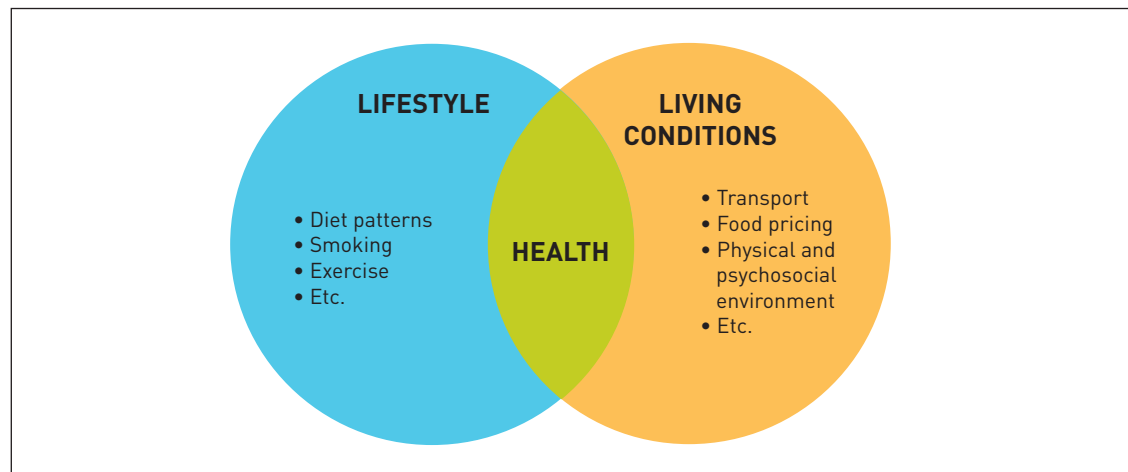 LIFESTYLE
• Diet patterns
• Smoking
• Exercise
• Etc.
HEALTH
LIVING
CONDITIONS
• Transport
• Food pricing
• Physical and
psychosocial
environment
• Etc.